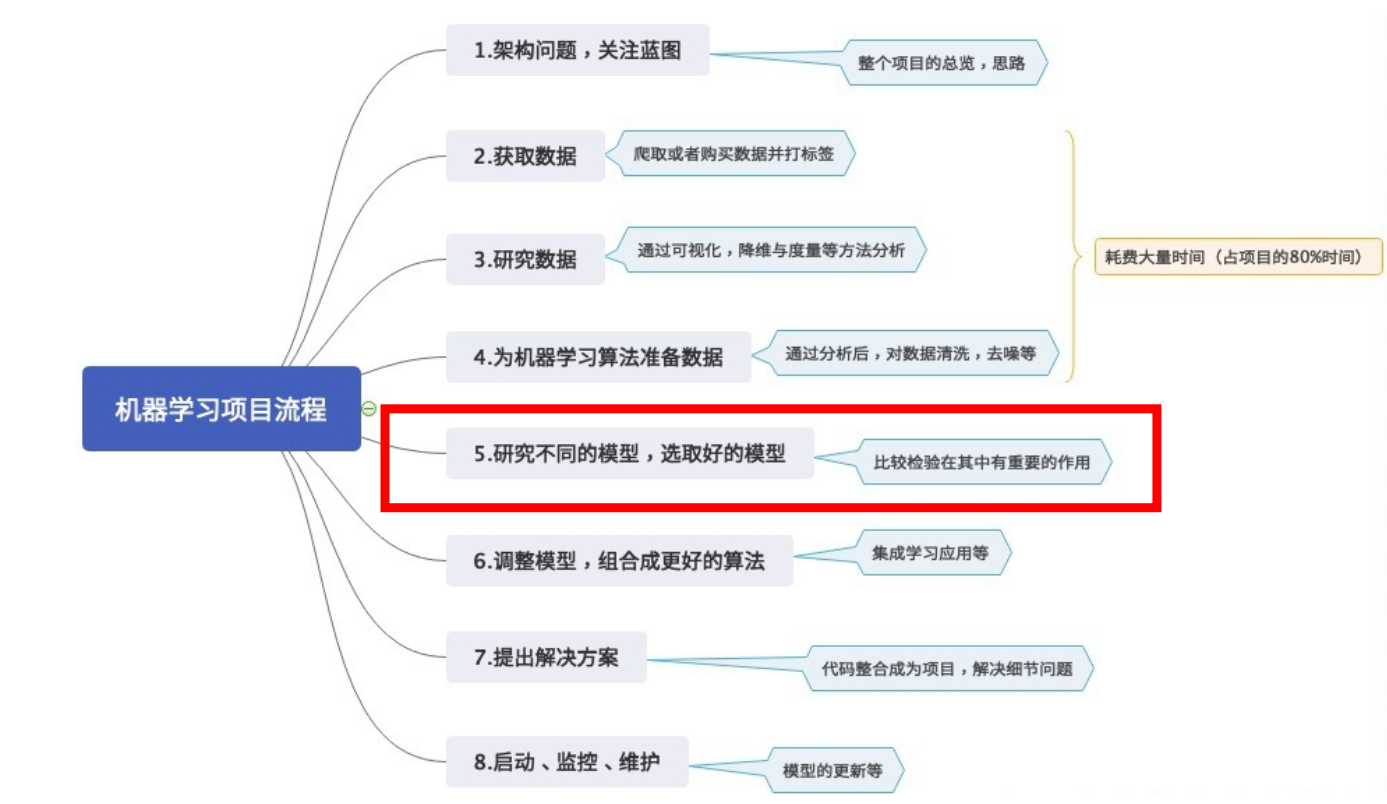 1.架构问题，关注蓝图
整个项目的总览，思路
2.获取数据
爬取或者购买数据并打标签
3.研究数据
通过可视化，降维与度量等方法分析
耗费大量时间（占项目的80%时间）
4.为机器学习算法准备数据
通过分析后，对数据清洗，去噪等
机器学习项目流程
5.研究不同的模型，选取好的模型
比较检验在其中有重要的作用
6.调整模型，组合成更好的算法
集成学习应用等
7.提出解决方案
代码整合成为项目，解决细节问题
8.启动、监控、维护
模型的更新等